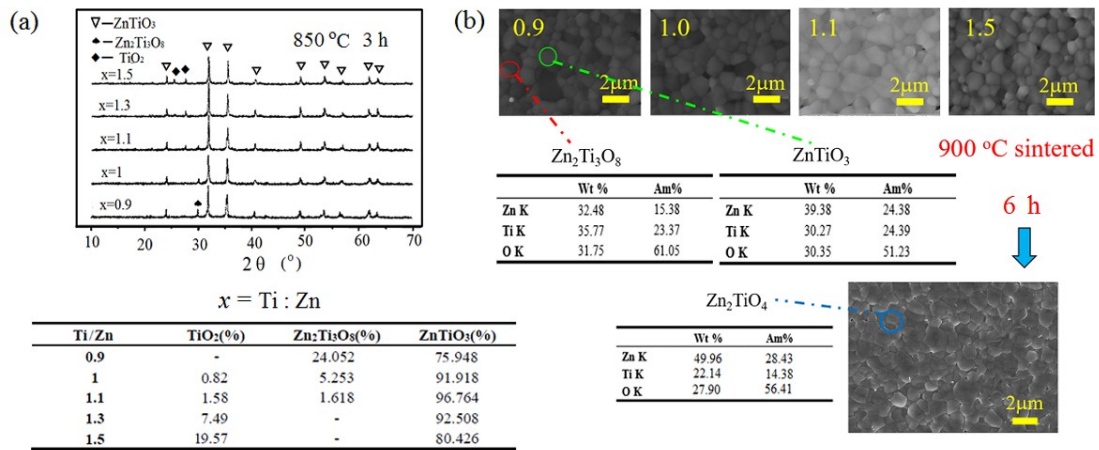 (a)
▽—ZnTiO₃
♠—Zn₂Ti₃O₈
◆— TiO₂
850 °C 3 h
x=1.5
x=1.3
x=1.1
x=1
x=0.9
10 20 30 40 50 60 70
2 θ (°)
x = Ti : Zn
Ti/Zn TiO₂(%) Zn₂Ti₃O₈(%) ZnTiO₃(%)
0.9 - 24.052 75.948
1 0.82 5.253 91.918
1.1 1.58 1.618 96.764
1.3 7.49 - 92.508
1.5 19.57 - 80.426
(b)
0.9 1.0 1.1 1.5
2μm 2μm 2μm 2μm
900 °C sintered
6 h
Zn₂Ti₃O₈
Wt % Am%
Zn K 32.48 15.38
Ti K 35.77 23.37
O K 31.75 61.05
ZnTiO₃
Wt % Am%
Zn K 39.38 24.38
Ti K 30.27 24.39
O K 30.35 51.23
Zn₂TiO₄
Wt % Am%
Zn K 49.96 28.43
Ti K 22.14 14.38
O K 27.90 56.41
2μm